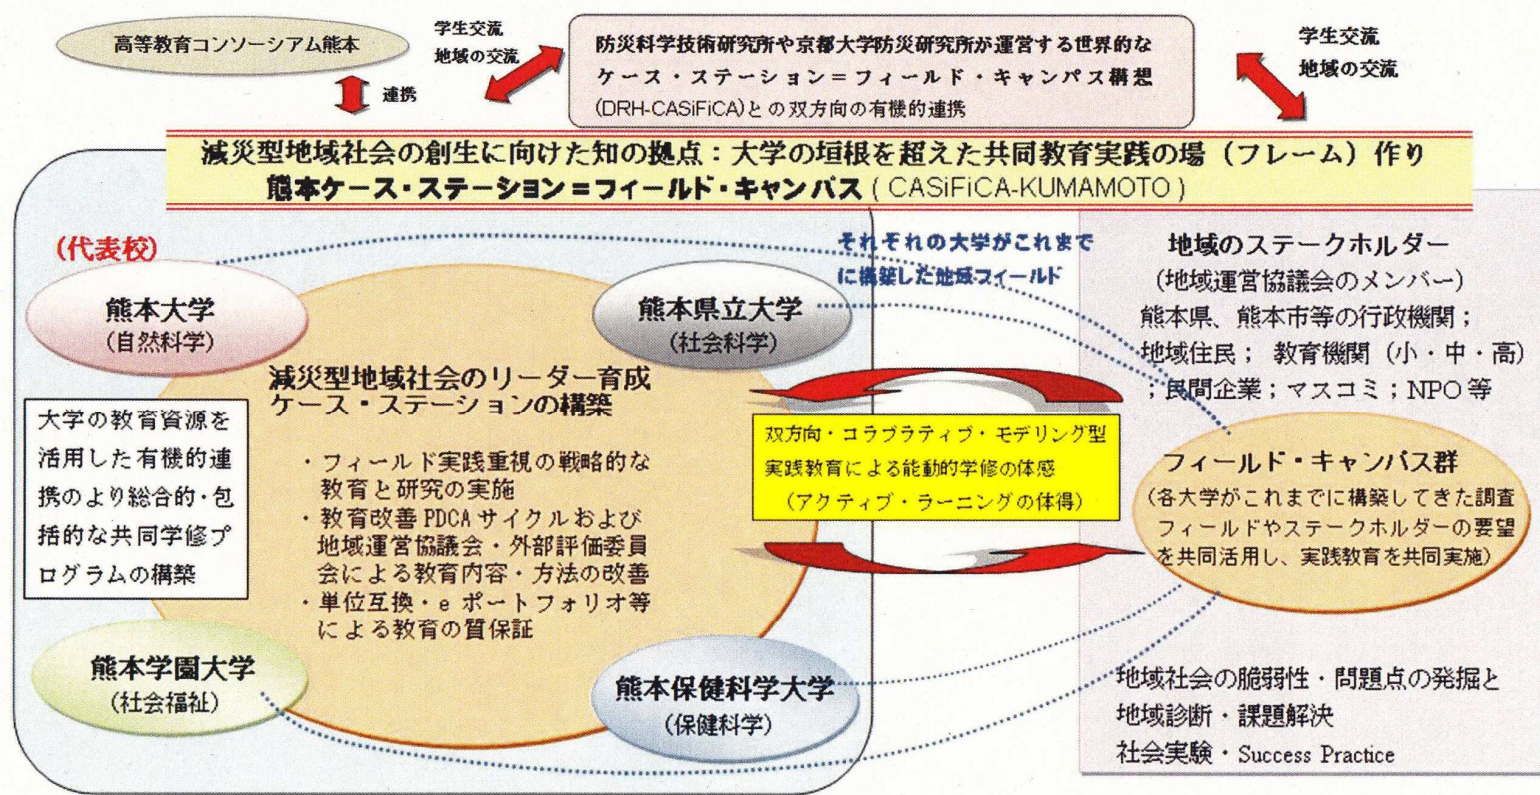 高等教育コンソーシアム熊本
学生交流
地域の交流
連携
防災科学技術研究所や京都大学防災研究所が運営する世界的な
ケース・ステーション＝フィールド・キャンパス構想
(DRH-CASiFiCA)との双方向の有機的連携
学生交流
地域の交流
減災型地域社会の創生に向けた知の拠点：大学の垣根を超えた共同教育実践の場（フレーム）作り
熊本ケース・ステーション＝フィールド・キャンパス ( CASiFiCA-KUMAMOTO )
(代表校)
熊本大学
(自然科学)
熊本県立大学
(社会科学)
それぞれの大学がこれまで
に構築した地域フィールド
減災型地域社会のリーダー育成
ケース・ステーションの構築
・フィールド実践重視の戦略的な
教育と研究の実施
・教育改善 PDCA サイクルおよび
地域運営協議会・外部評価委員
会による教育内容・方法の改善
・単位互換・e ポートフォリオ等
による教育の質保証
大学の教育資源を
活用した有機的連
携のより総合的・包
括的な共同学修プ
ログラムの構築
熊本学園大学
(社会福祉)
熊本保健科学大学
(保健科学)
双方向・コラブラティブ・モデリング型
実践教育による能動的学修の体感
（アクティブ・ラーニングの体得）
地域のステークホルダー
(地域運営協議会のメンバー)
熊本県、熊本市等の行政機関；
地域住民； 教育機関（小・中・高）
；民間企業；マスコミ；NPO 等
フィールド・キャンパス群
(各大学がこれまでに構築してきた調査
フィールドやステークホルダーの要望
を共同活用し、実践教育を共同実施)
地域社会の脆弱性・問題点の発掘と
地域診断・課題解決
社会実験・Success Practice